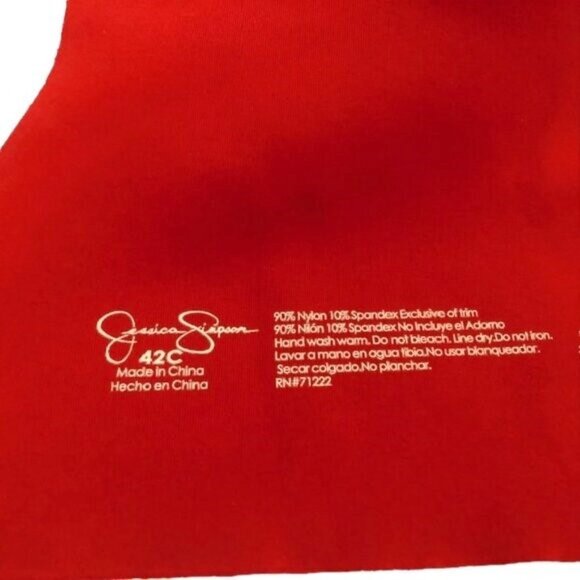 Jessica Simpson
42C
Made in China
Hecho en China
90% Nylon 10% Spandex Exclusive of trim
90% Nilón 10% Spandex No Incluye el Adorno
Hand wash warm. Do not bleach. Line dry.Do not iron.
Lavar a mano en agua tibia.No usar blanqueador.
Secar colgado.No planchar.
RN#71222